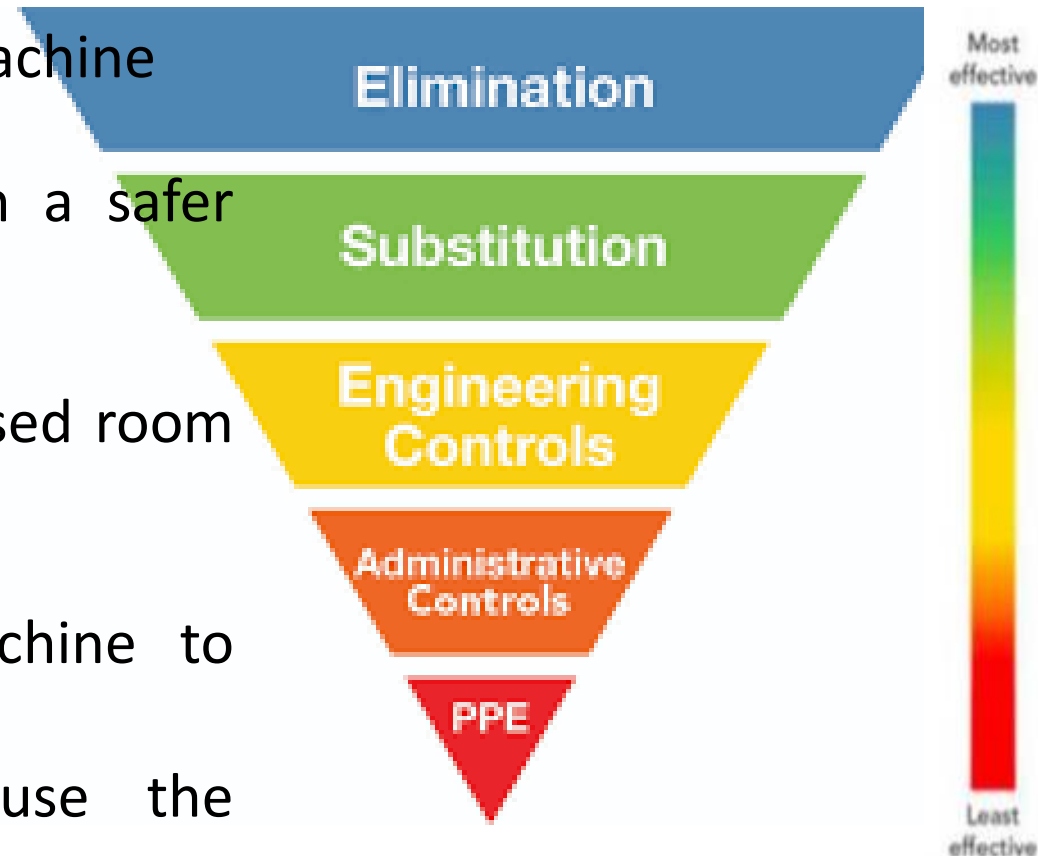 achine
a safer
sed room
chine to
use the
Elimination
Substitution
Engineering
Controls
Administrative
Controls
PPE
Most
effective
Least
effective